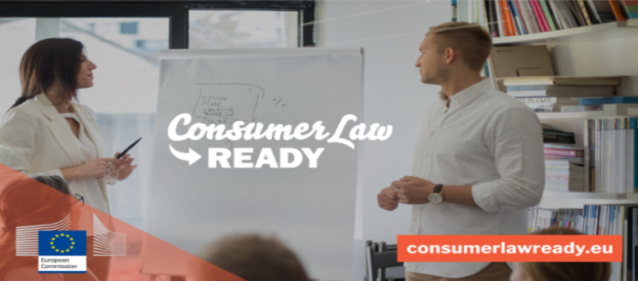 Consumer Law
READY
European
Commission
consumerlawready.eu